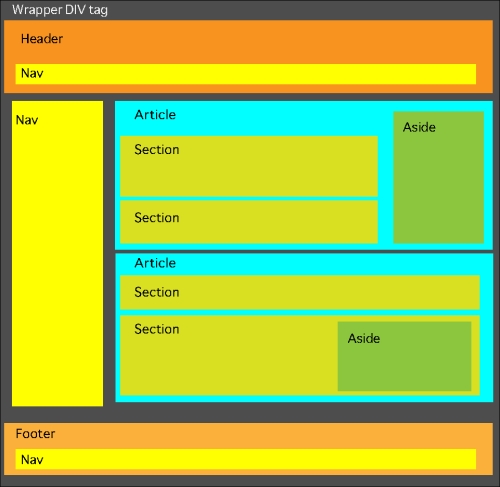 Wrapper DIV tag
Header
Nav
Nav
Article
Section
Section
Aside
Article
Section
Section
Aside
Footer
Nav